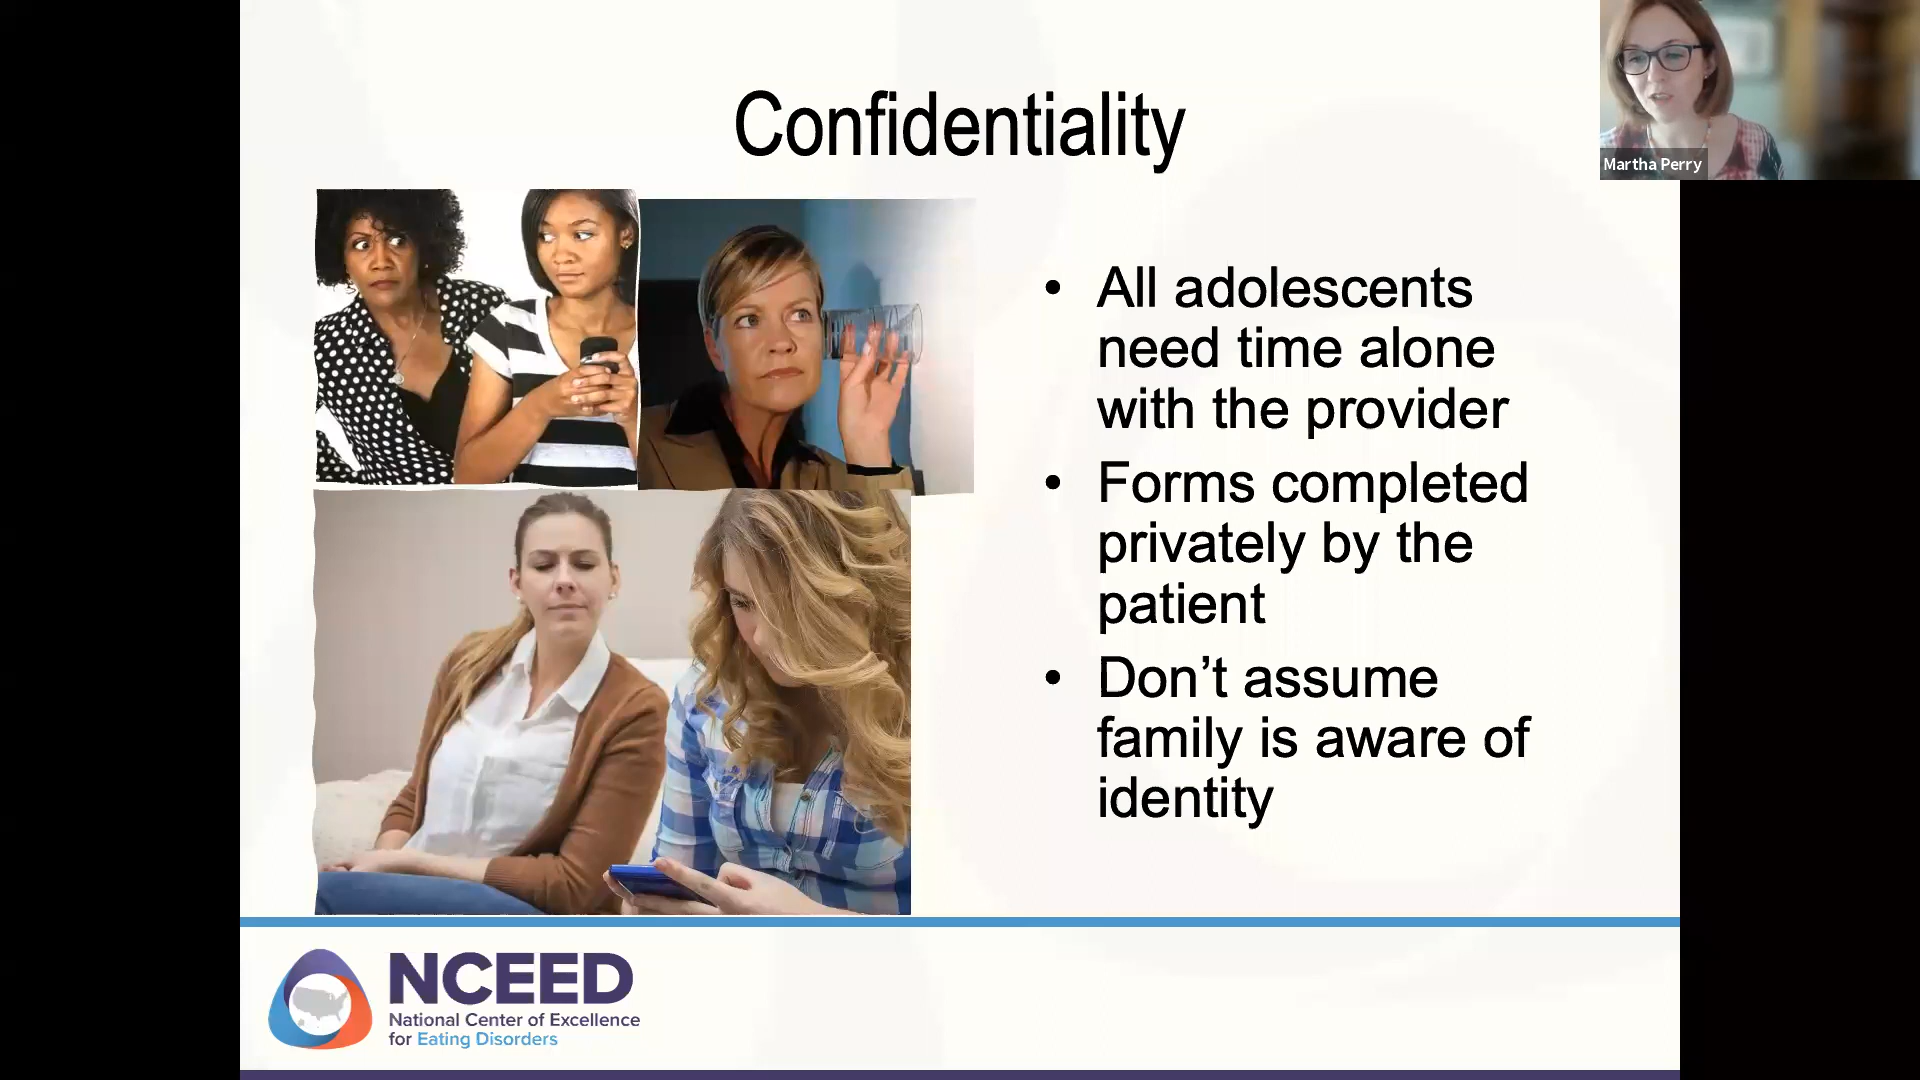 Confidentiality
Martha Perry
• All adolescents
need time alone
with the provider
• Forms completed
privately by the
patient
• Don’t assume
family is aware of
identity
NCEED
National Center of Excellence
for Eating Disorders